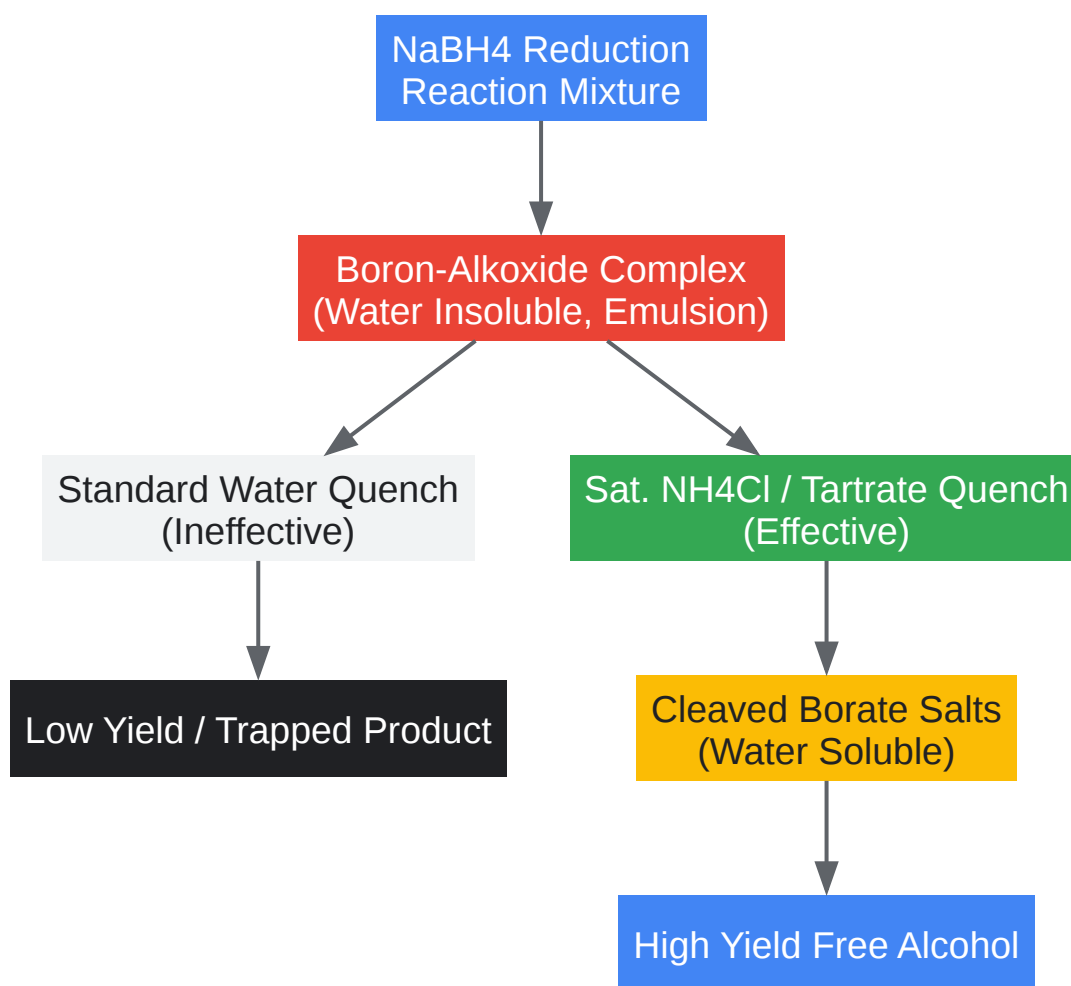 NaBH4 Reduction
Reaction Mixture
Boron-Alkoxide Complex
(Water Insoluble, Emulsion)
Standard Water Quench
(Ineffective)
Sat. NH4Cl / Tartrate Quench
(Effective)
Low Yield / Trapped Product
Cleaved Borate Salts
(Water Soluble)
High Yield Free Alcohol